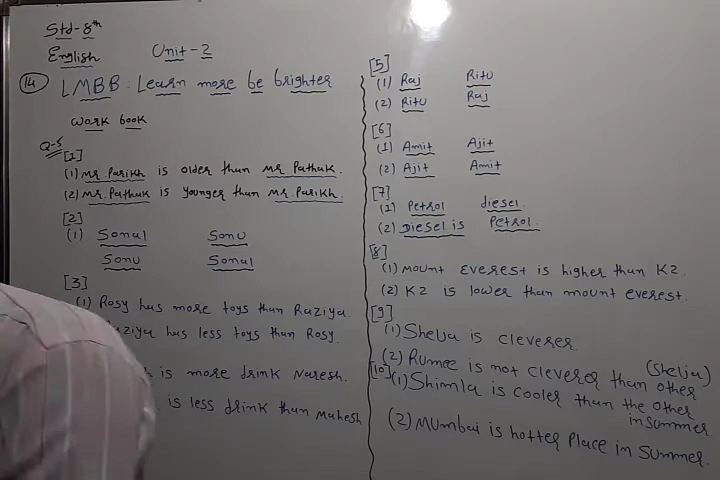 Std-8th
English Unit-2
14 LMBB: Learn more be brighter
Work book
Q-5
[1]
(1) Mr. Parikh is older than Mr. Pathak.
(2) Mr. Pathak is younger than Mr. Parikh.
[2]
(1) Sonal Sonu
Sonu Sonal
[3]
(1) Rosy has more toys than Raziya.
has less toys than Rosy.
is more drink Naresh.
is less drink than Mahesh
[5]
(1) Raj Ritu
(2) Ritu Raj
[6]
(1) Amit Ajit
(2) Ajit Amit
[7]
(1) Petrol diesel.
(2) Diesel is Petrol.
[8]
(1) Mount Everest is higher than K2.
(2) K2 is lower than mount everest.
[9]
(1) Shelja is cleverer.
(2) Rumee is not cleverer than other (Shelja)
[10] (1) Shimla is cooler than the other
in summer
(2) Mumbai is hotter Place in Summer.